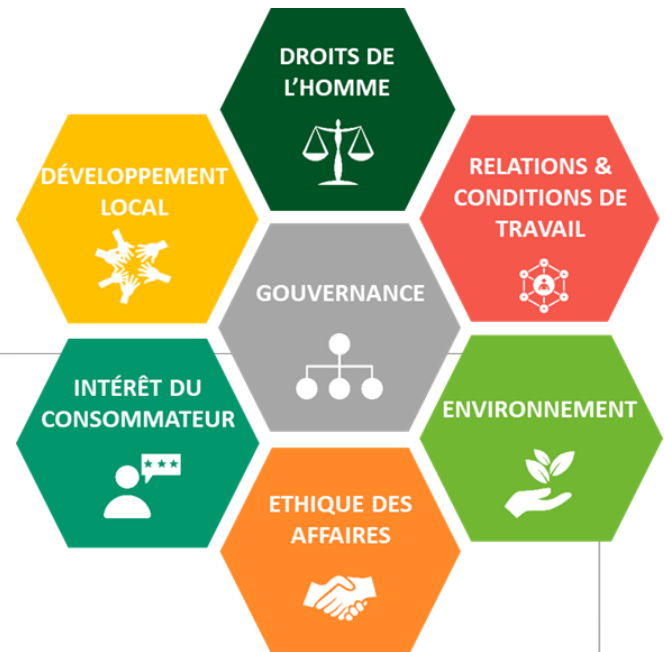 DROITS DE
L'HOMME
DÉVELOPPEMENT
LOCAL
RELATIONS &
CONDITIONS DE
TRAVAIL
GOUVERNANCE
INTÉRÊT DU
CONSOMMATEUR
ENVIRONNEMENT
ETHIQUE DES
AFFAIRES